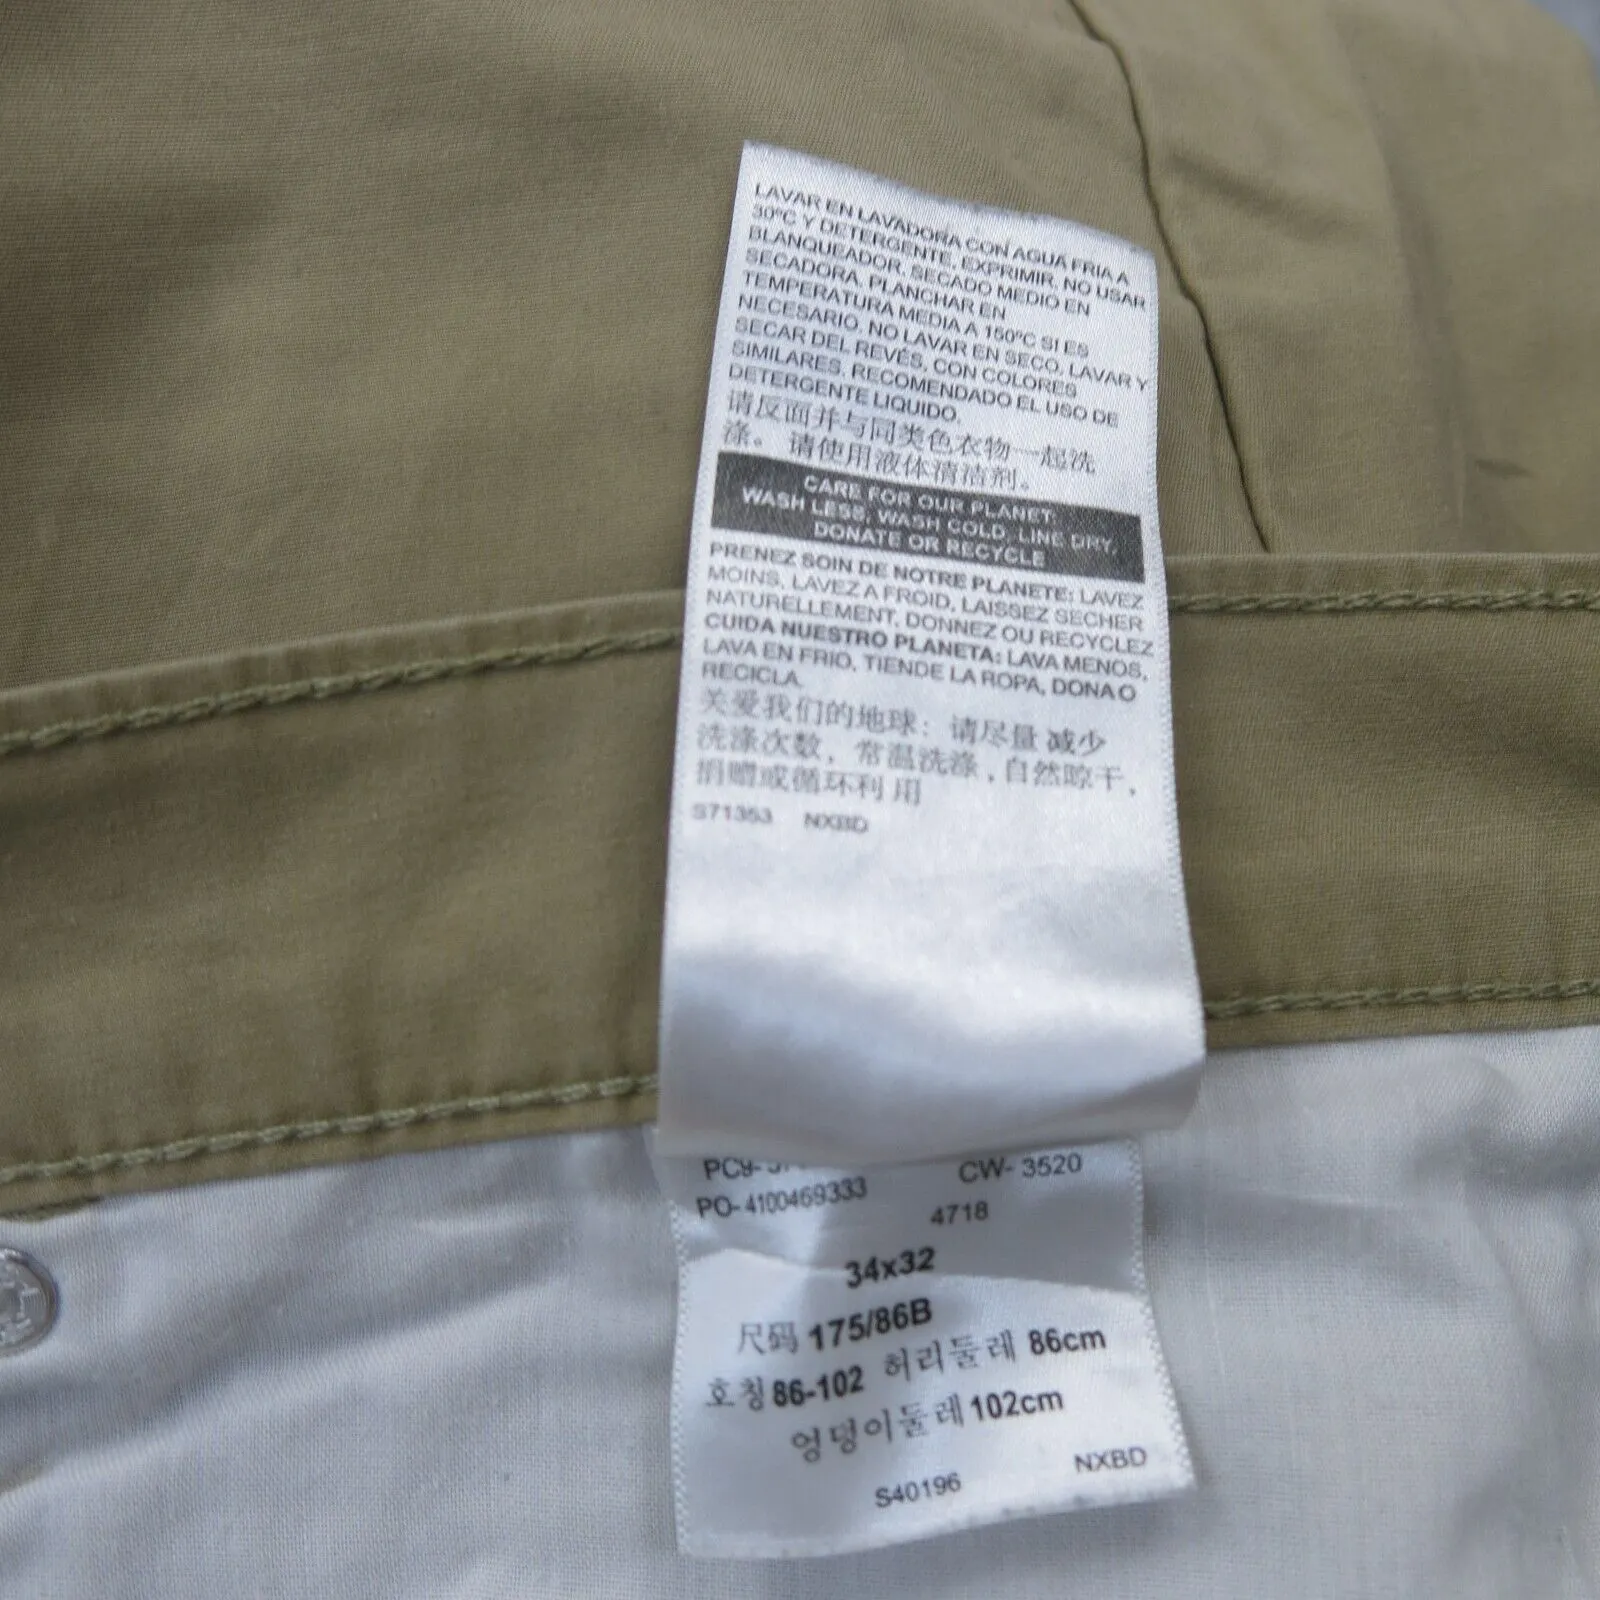 LAVAR EN LAVADORA CON AGUA FRIA A
30°C Y DETERGENTE, EXPRIMIR, NO USAR
BLANQUEADOR, SECADO MEDIO EN
SECADORA, PLANCHAR EN
TEMPERATURA MEDIA A 150°C SI ES
NECESARIO. NO LAVAR EN SECO. LAVAR Y
SECAR DEL REVÉS, CON COLORES
SIMILARES. RECOMENDADO EL USO DE
DETERGENTE LIQUIDO.
请反面并与同类色衣物一起洗
涤。 请使用液体清洁剂。
CARE FOR OUR PLANET:
WASH LESS, WASH COLD, LINE DRY,
DONATE OR RECYCLE
PRENEZ SOIN DE NOTRE PLANETE: LAVEZ
MOINS, LAVEZ A FROID, LAISSEZ SECHER
NATURELLEMENT, DONNEZ OU RECYCLEZ
CUIDA NUESTRO PLANETA: LAVA MENOS,
LAVA EN FRIO, TIENDE LA ROPA, DONA O
RECICLA.
关爱我们的地球: 请尽量 减少
洗涤次数, 常温洗涤 , 自然晾干,
捐赠或循环利 用
S71353 NXBD
CW- 3520
PO- 4100469333
4718
34x32
尺码 175/86B
호칭 86-102 허리둘레 86cm
엉덩이둘레 102cm
NXBD
S40196